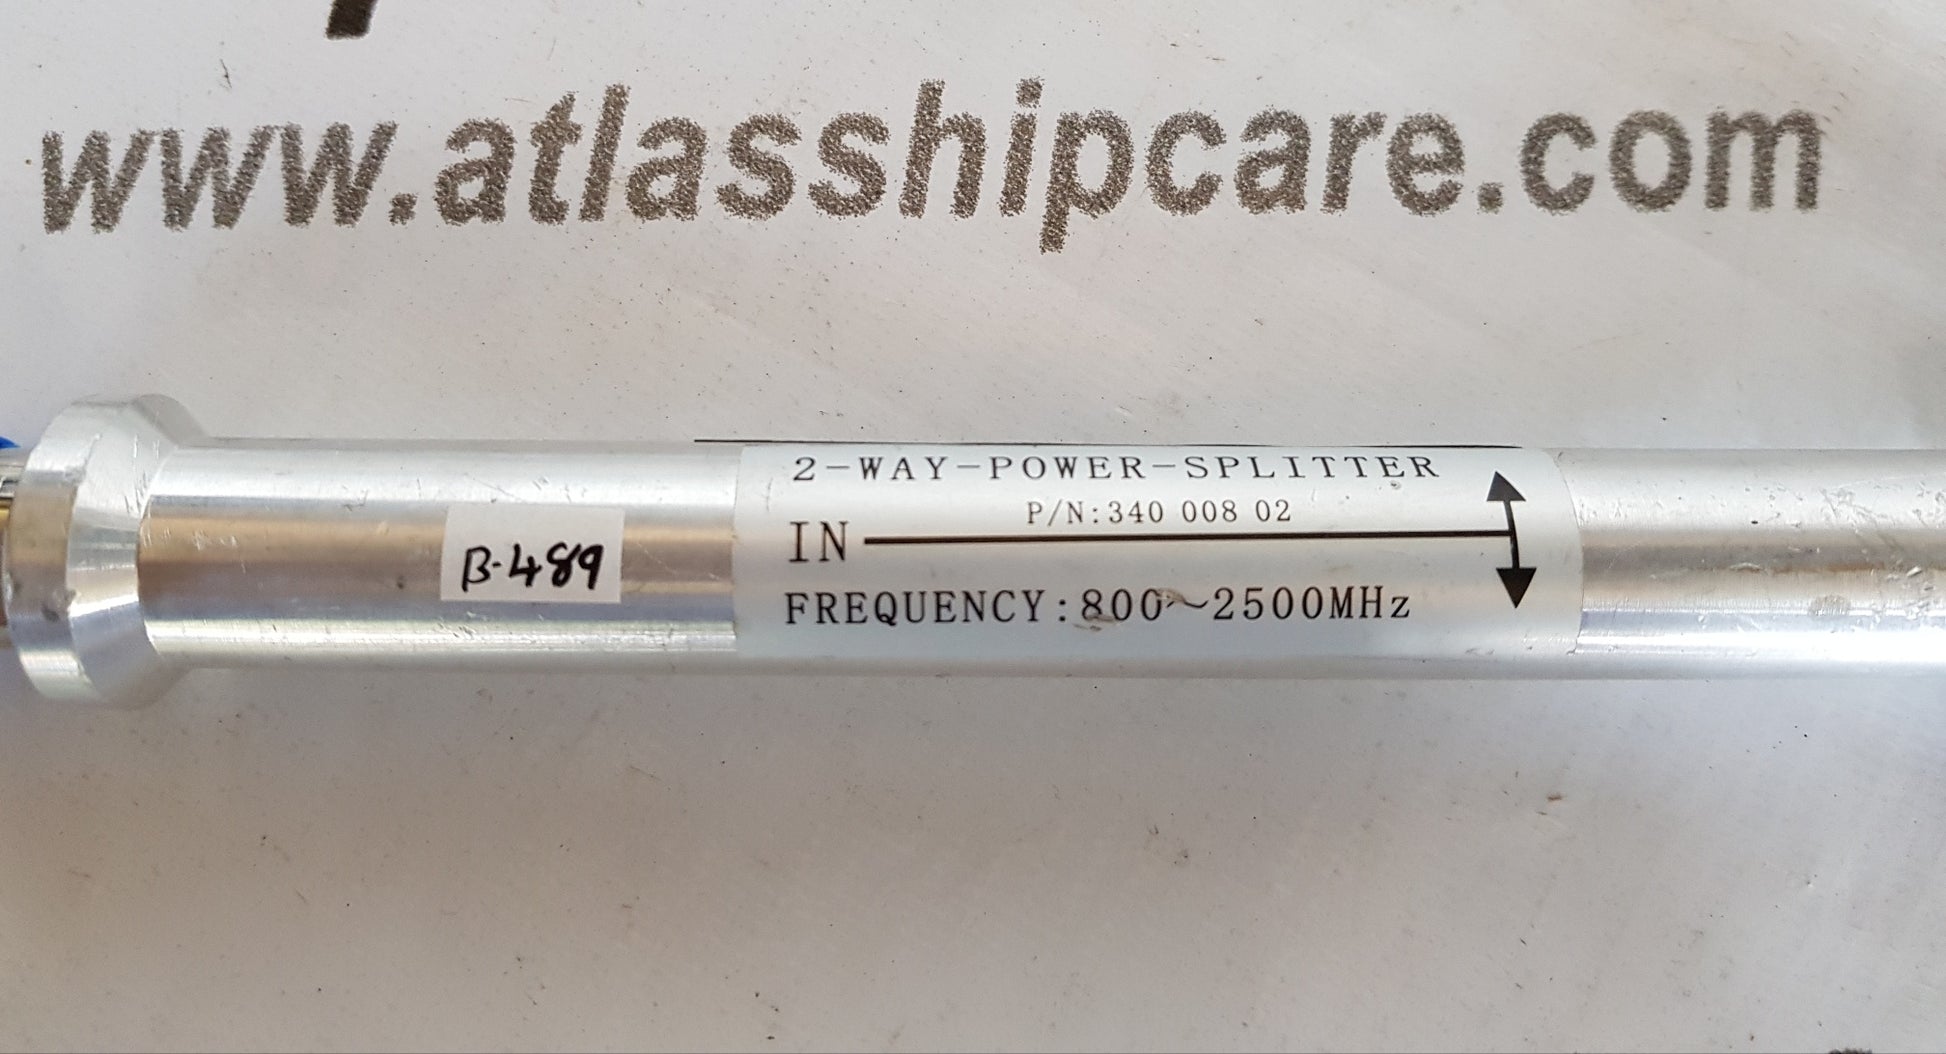 www.atlasshipcare.com
2-WAY-POWER-SPLITTER
P/N:340 008 02
IN
B-489
FREQUENCY:800~2500MHz